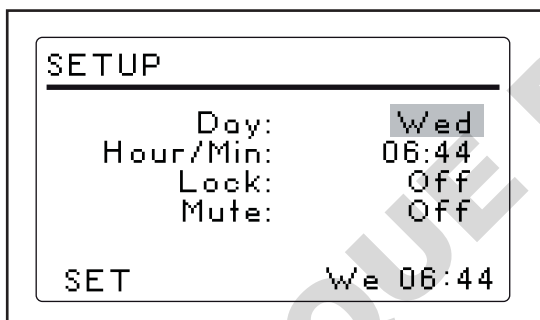 SETUP
Day: Wed
Hour/Min: 06:44
Lock: Off
Mute: Off
SET We 06:44